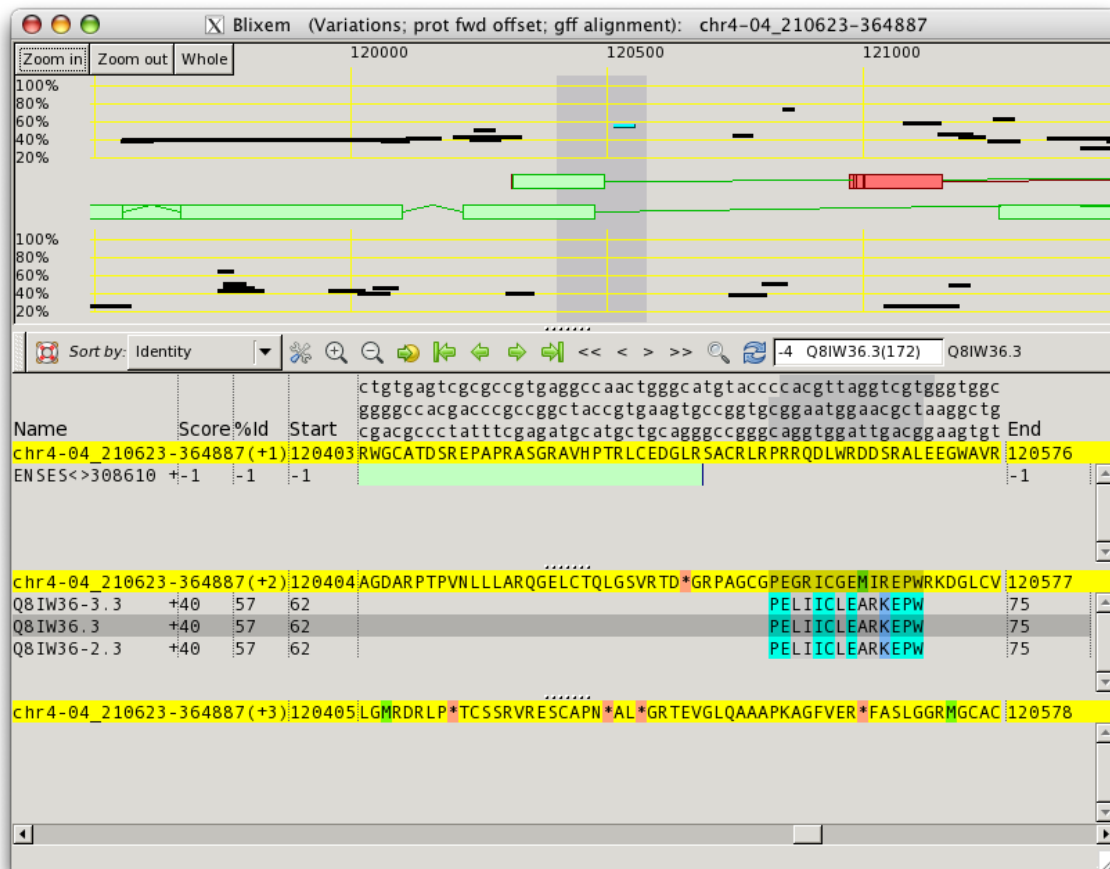 Blixem (Variations; prot fwd offset; gff alignment): chr4-04_210623-364887
Zoom in Zoom out Whole 120000 120500 121000
100%
80%
60%
40%
20%
100%
80%
60%
40%
20%
Sort by: Identity << < > >> -4 Q8IW36.3(172) Q8IW36.3
ctgtgagtcgcgccgtgaggccaactgggcatgtaccccacgttaggtcgtgggtggc
ggggccacgacccgccggctaccgtgaagtgccggtgcggaatggaacgctaaggctg
Name Score %Id Start cgacgccctatttcgagatgcatgctgcagggccgggcaggtggattgacggaagtgt End
chr4-04_210623-364887(+1) 120403 RWGCATDSREPAPRASGRAVHPTRLCEDGLRSACRLRPRRQDLWRDDSRALEEGWAVR 120576
ENSES<>308610 + -1 -1 -1 -1
chr4-04_210623-364887(+2) 120404 AGDARPTPVNLLLARQGELCTQLGSVRTD*GRPAGCGPEGRICGEMIREPWRKDGLCV 120577
Q8IW36-3.3 +40 57 62 PELIICLEARKEPW 75
Q8IW36.3 +40 57 62 PELIICLEARKEPW 75
Q8IW36-2.3 +40 57 62 PELIICLEARKEPW 75
chr4-04_210623-364887(+3) 120405 LGMRDRLP*TCSSRVRESCAPN*AL*GRTEVGLQAAAPKAGFVER*FASLGGRMGCAC 120578